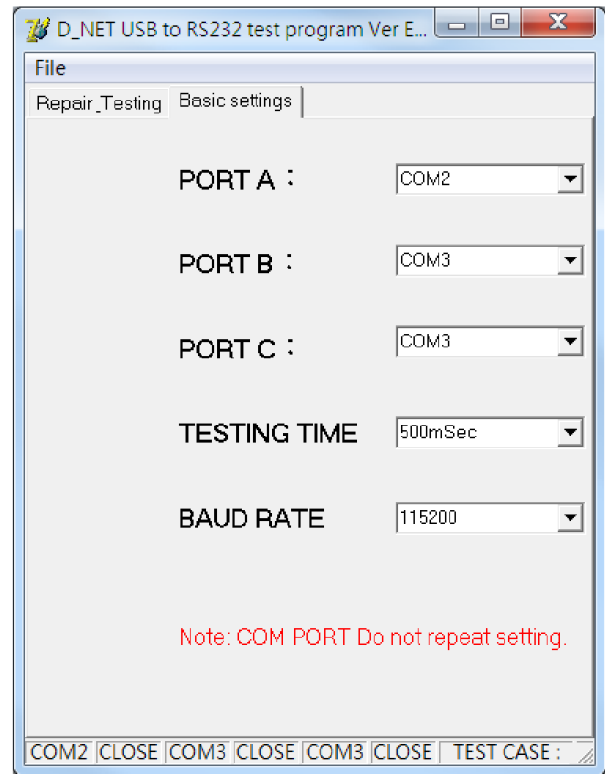 D_NET USB to RS232 test program Ver E...
File
Repair_Testing Basic settings
PORT A : COM2
PORT B : COM3
PORT C : COM3
TESTING TIME 500mSec
BAUD RATE 115200
Note: COM PORT Do not repeat setting.
COM2 CLOSE COM3 CLOSE COM3 CLOSE TEST CASE :